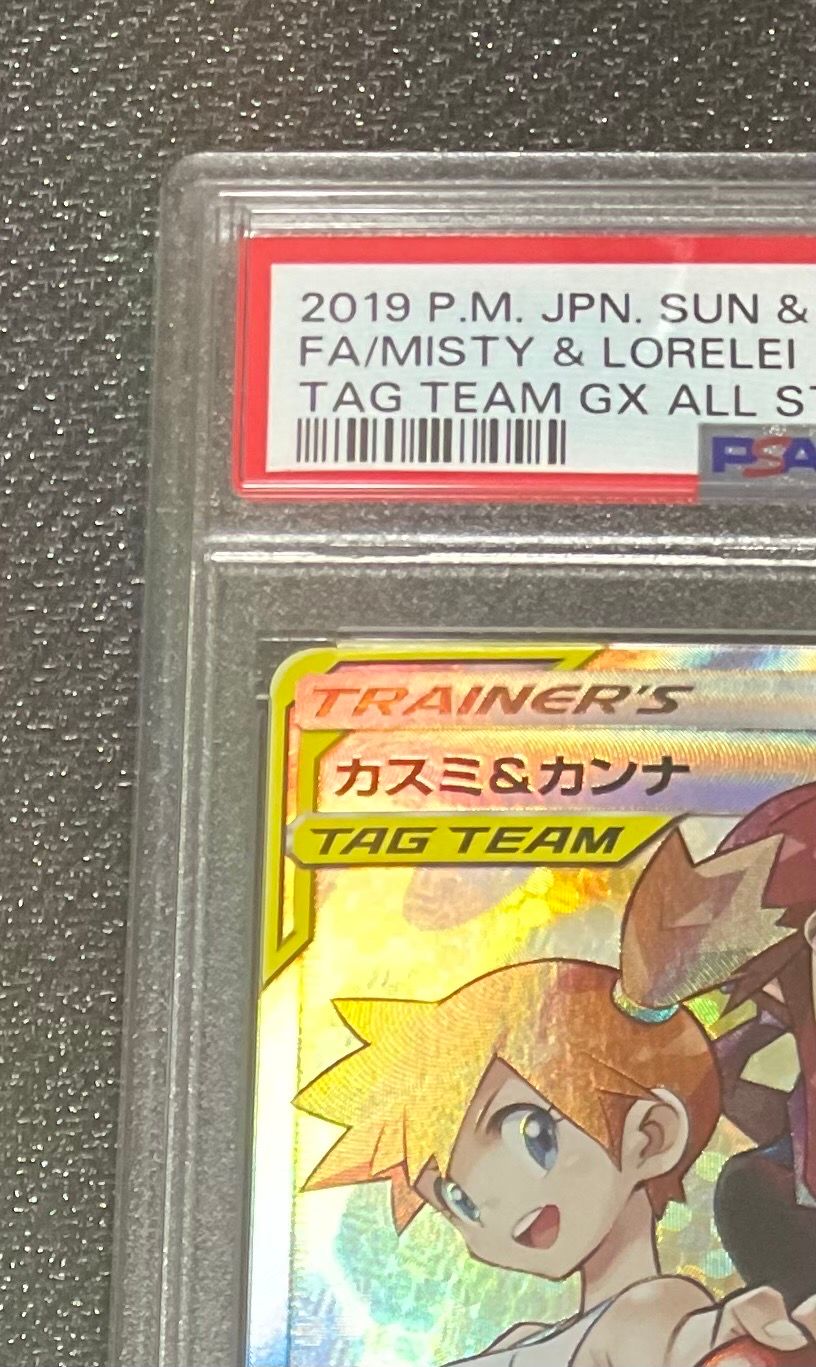 2019 P.M. JPN. SUN &
FA/MISTY & LORELEI
TAG TEAM GX ALL
PSA
TRAINER'S
カスミ&カンナ
TAG TEAM